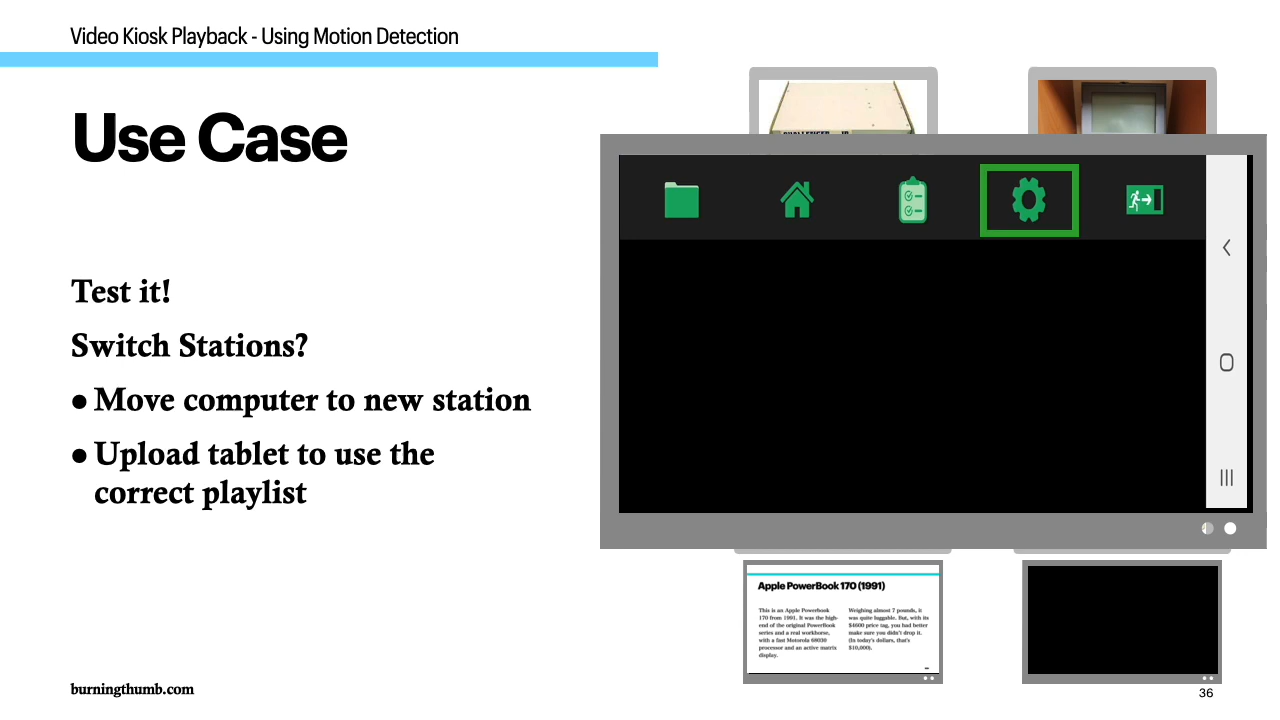 Video Kiosk Playback - Using Motion Detection
Use Case
Test it!
Switch Stations?
• Move computer to new station
• Upload tablet to use the
correct playlist
Apple PowerBook 170 (1991)
This is an Apple Powerbook
170 from 1991. It was the high-
end of the original PowerBook
series and a real workhorse,
with a fast Motorola 68030
processor and an active matrix
display.
Weighing almost 7 pounds, it
was quite luggable. But, with its
$4600 price tag, you had better
make sure you didn't drop it.
(In today's dollars, that's
$10,000).
burningthumb.com
36